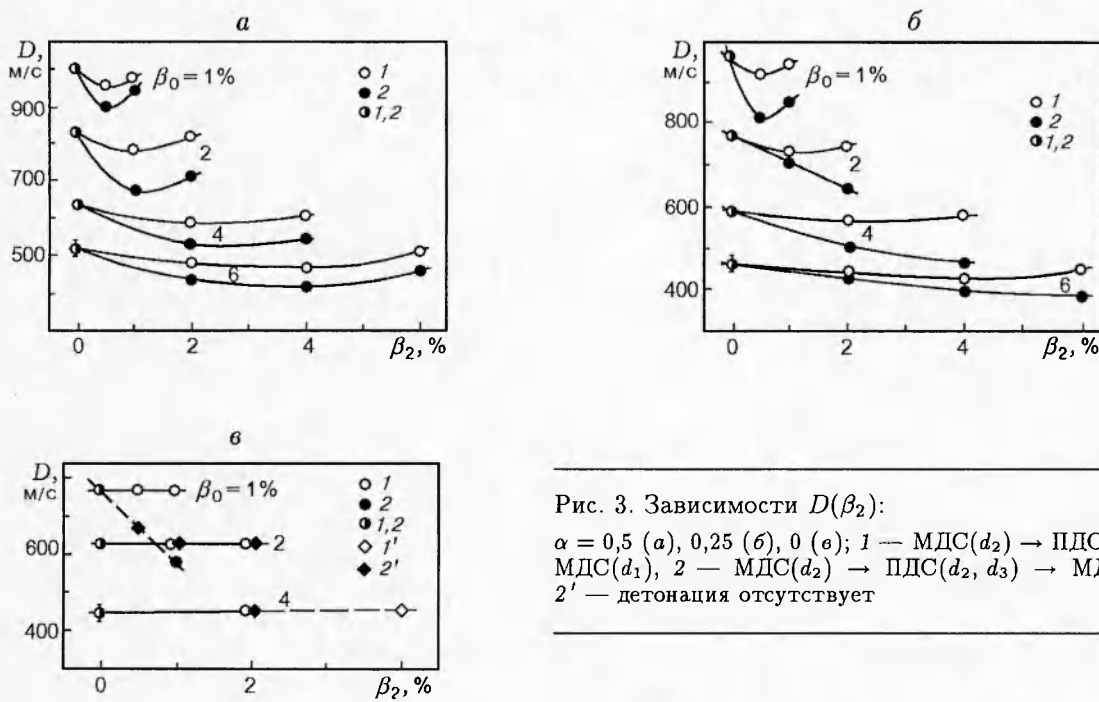 а
D,
м/с
β₀ = 1%
1
2
1,2
900
2
700
4
500
6
0
2
4
β₂, %
б
D,
м/с
β₀ = 1%
1
2
1,2
800
2
600
4
400
6
0
2
4
β₂, %
в
D,
м/с
β₀ = 1%
1
2
1,2
1'
2'
600
2
4
400
0
2
β₂, %
Рис. 3. Зависимости D(β₂):
α = 0,5 (а), 0,25 (б), 0 (в); 1 — МДС(d₂) → ПДС
МДС(d₁), 2 — МДС(d₂) → ПДС(d₂, d₃) → МД
2' — детонация отсутствует